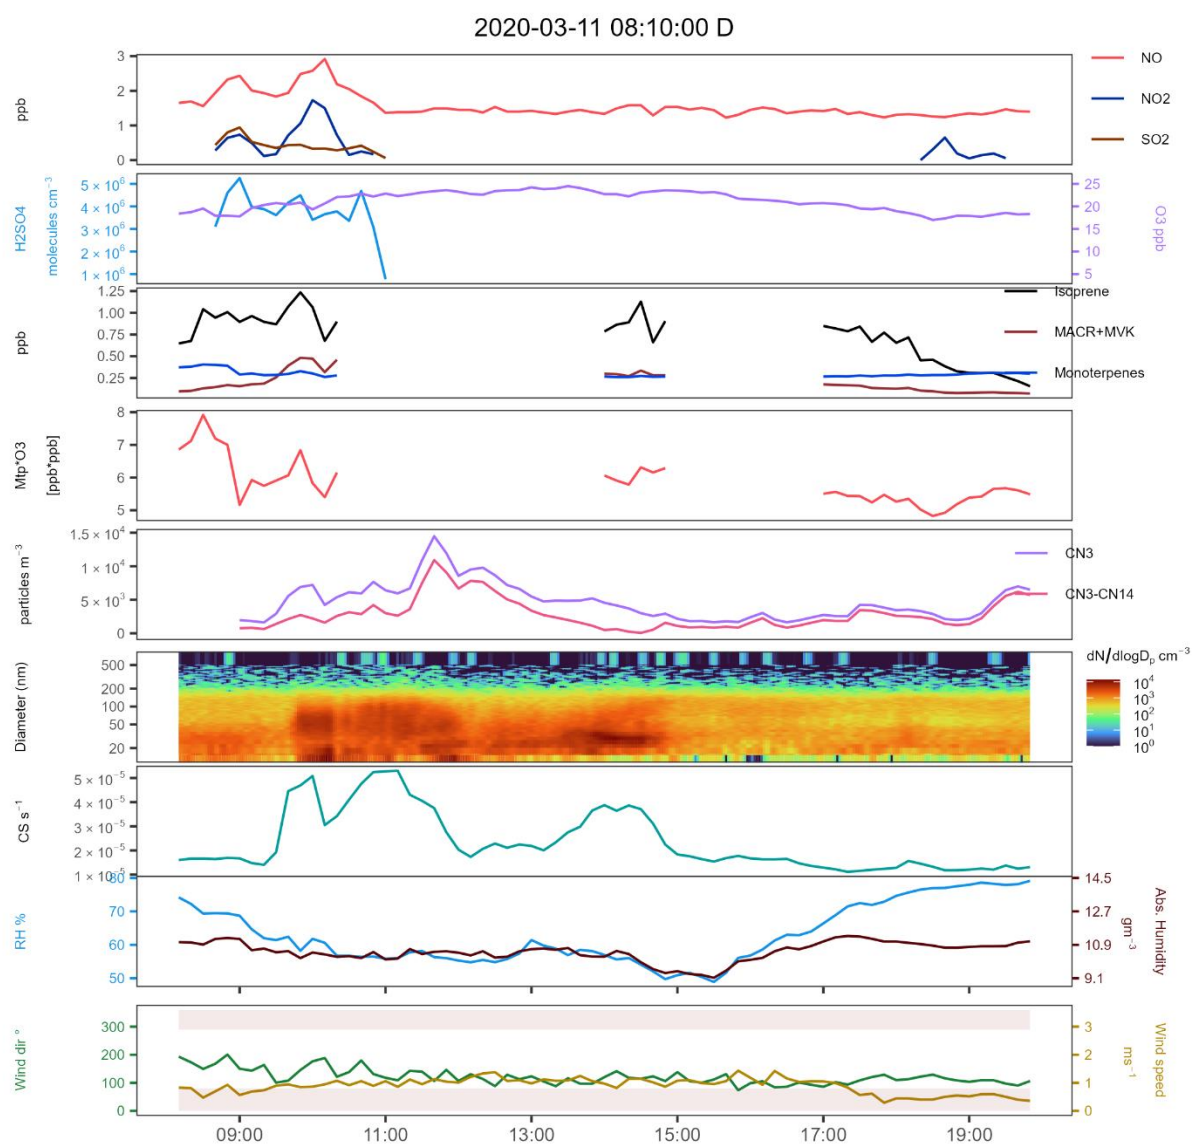 2020-03-11 08:10:00 D
ppb
3
2
1
0
NO
NO2
SO2
H2SO4
molecules cm⁻³
5 × 10⁶
4 × 10⁶
3 × 10⁶
2 × 10⁶
1 × 10⁶
25
20
15
10
5
O3 ppb
ppb
1.25
1.00
0.75
0.50
0.25
Isoprene
MACR+MVK
Monoterpenes
Mtp*O3
[ppb*ppb]
8
7
6
5
particles m⁻³
1.5 × 10⁴
1 × 10⁴
5 × 10³
0
CN3
CN3-CN14
Diameter (nm)
500
200
100
50
20
dN/dlogDₚ cm⁻³
10⁴
10³
10²
10¹
10⁰
CS s⁻¹
5 × 10⁻⁵
4 × 10⁻⁵
3 × 10⁻⁵
2 × 10⁻⁵
1 × 10⁻⁵
RH %
80
70
60
50
14.5
12.7
10.9
9.1
Abs. Humidity
gm⁻³
Wind dir °
300
200
100
0
3
2
1
0
Wind speed
ms⁻¹
09:00 11:00 13:00 15:00 17:00 19:00